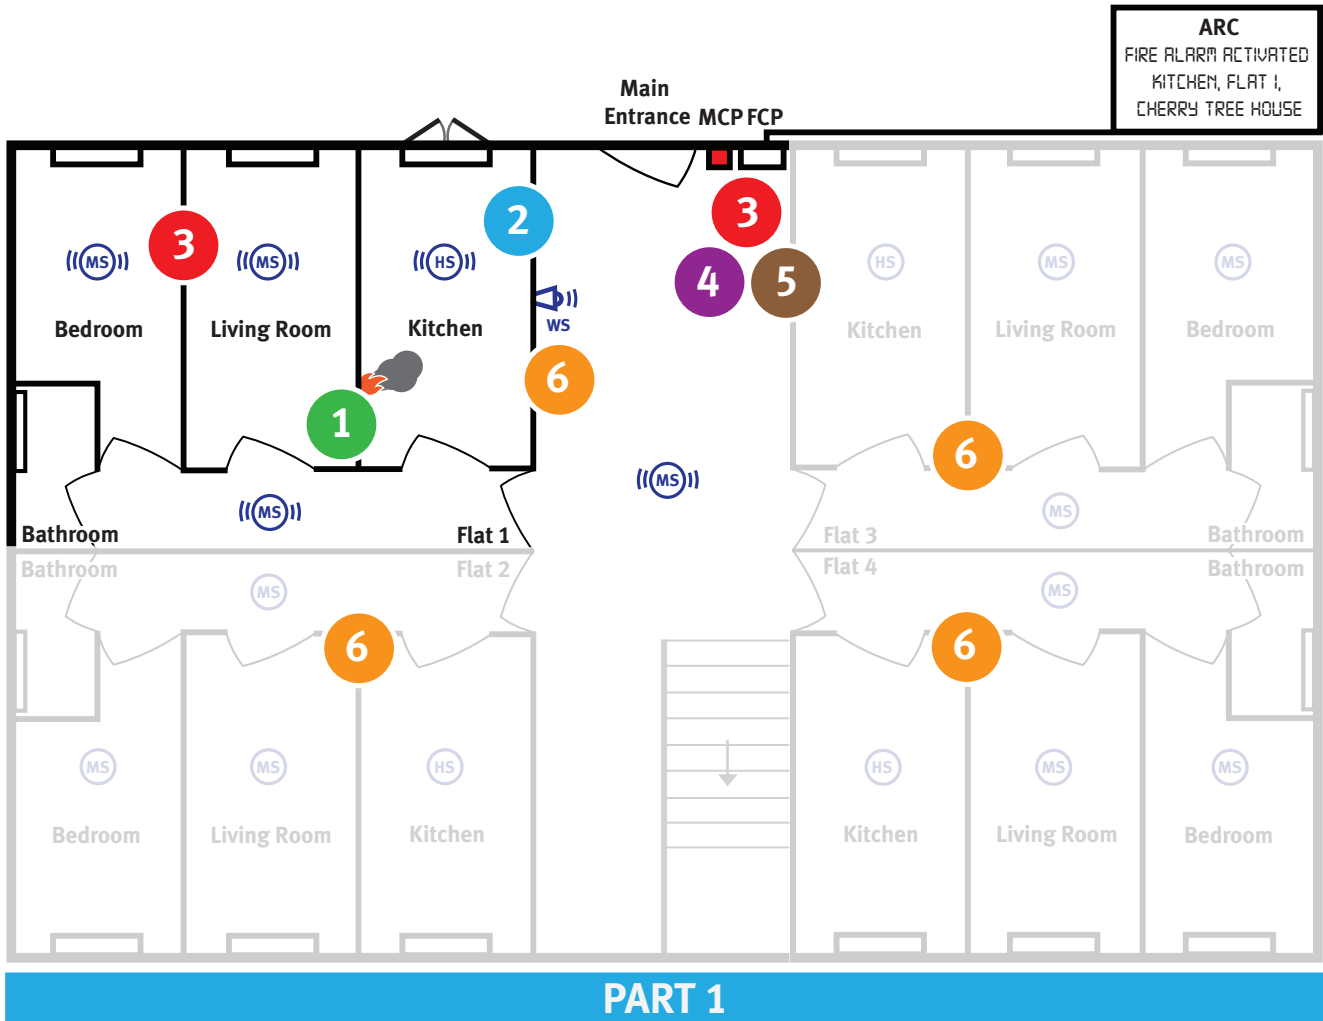 ARC
FIRE ALARM ACTIVATED
KITCHEN, FLAT 1,
CHERRY TREE HOUSE
Main
Entrance MCP FCP
3
2
3
4
5
MS
MS
HS
HS
MS
MS
WS
Bedroom
Living Room
Kitchen
Kitchen
Living Room
Bedroom
6
1
6
MS
MS
MS
Bathroom
Flat 1
Flat 3
Bathroom
Bathroom
Flat 2
Flat 4
Bathroom
MS
MS
6
6
MS
MS
HS
HS
MS
MS
Bedroom
Living Room
Kitchen
Kitchen
Living Room
Bedroom
PART 1